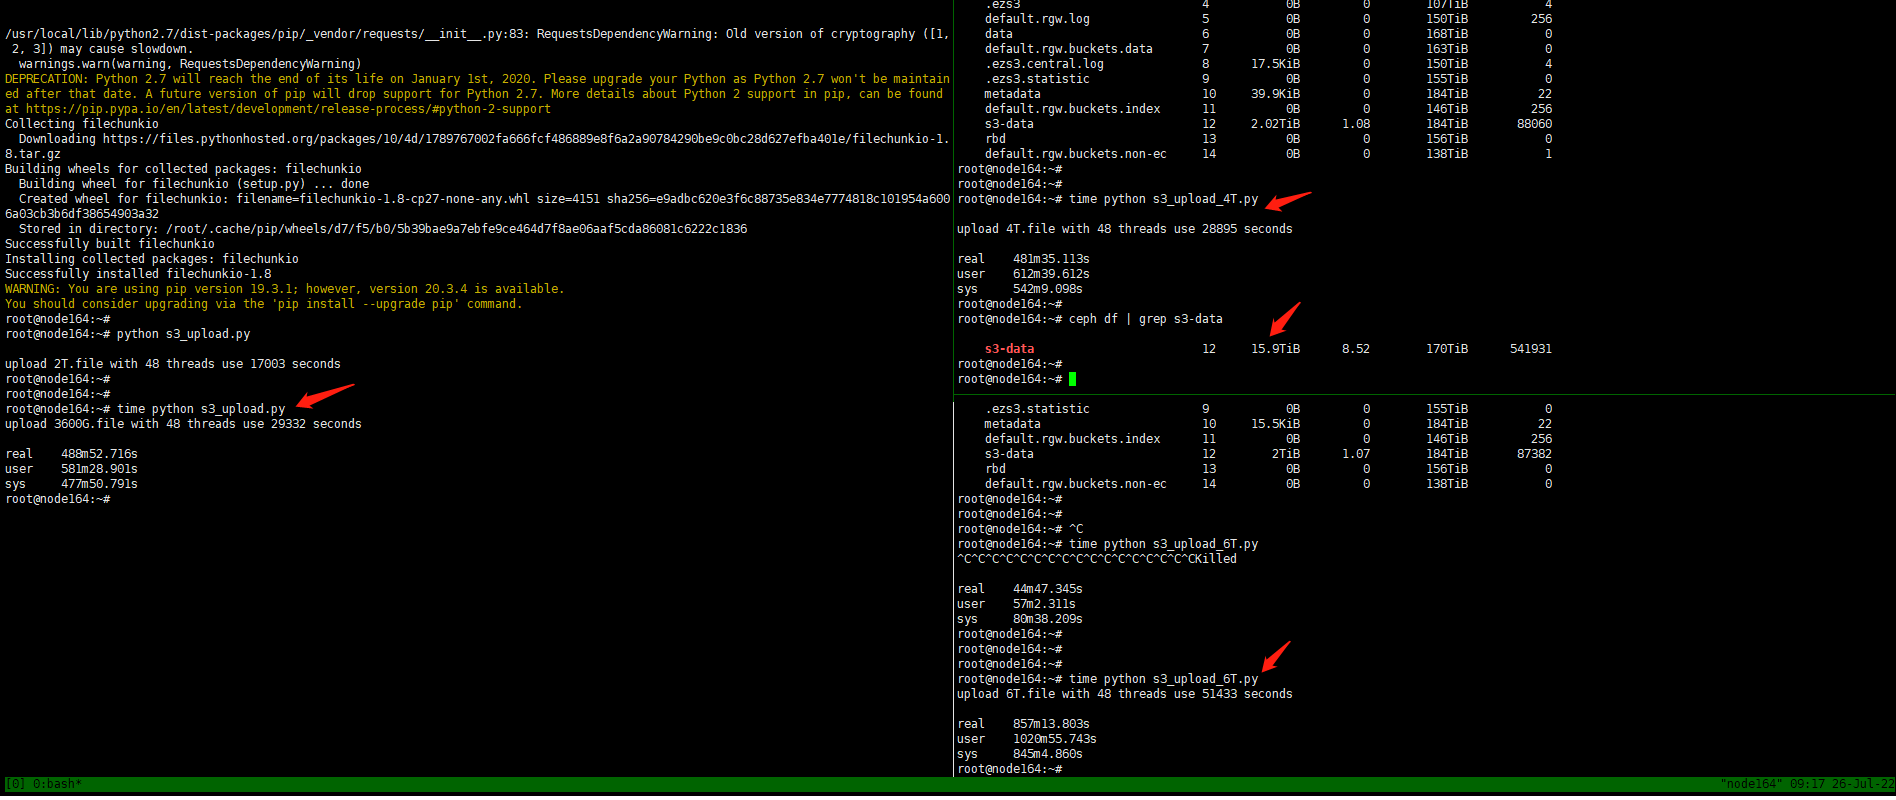 /usr/local/lib/python2.7/dist-packages/pip/_vendor/requests/__init__.py:83: RequestsDependencyWarning: Old version of cryptography ([1,
 2, 3]) may cause slowdown.
  warnings.warn(warning, RequestsDependencyWarning)
DEPRECATION: Python 2.7 will reach the end of its life on January 1st, 2020. Please upgrade your Python as Python 2.7 won't be maintain
ed after that date. A future version of pip will drop support for Python 2.7. More details about Python 2 support in pip, can be found
at https://pip.pypa.io/en/latest/development/release-process/#python-2-support
Collecting filechunkio
  Downloading https://files.pythonhosted.org/packages/10/4d/1789767002fa666fcf486889e8f6a2a90784290be9c0bc28d627efba401e/filechunkio-1.
8.tar.gz
Building wheels for collected packages: filechunkio
  Building wheel for filechunkio (setup.py) ... done
  Created wheel for filechunkio: filename=filechunkio-1.8-cp27-none-any.whl size=4151 sha256=e9adbc620e3f6c88735e834e7774818c101954a600
6a03cb3b6df38654903a32
  Stored in directory: /root/.cache/pip/wheels/d7/f5/b0/5b39bae9a7ebfe9ce464d7f8ae06aaf5cda86081c6222c1836
Successfully built filechunkio
Installing collected packages: filechunkio
Successfully installed filechunkio-1.8
WARNING: You are using pip version 19.3.1; however, version 20.3.4 is available.
You should consider upgrading via the 'pip install --upgrade pip' command.
root@node164:~#
root@node164:~# python s3_upload.py
upload 2T.file with 48 threads use 17003 seconds
root@node164:~#
root@node164:~#
root@node164:~# time python s3_upload.py
upload 3600G.file with 48 threads use 29332 seconds
real    488m52.716s
user    581m28.901s
sys     477m50.791s
root@node164:~#
.ezs3 4 0B 0 107TiB 4
default.rgw.log 5 0B 0 150TiB 256
data 6 0B 0 168TiB 0
default.rgw.buckets.data 7 0B 0 163TiB 0
.ezs3.central.log 8 17.5KiB 0 150TiB 4
.ezs3.statistic 9 0B 0 155TiB 0
metadata 10 39.9KiB 0 184TiB 22
default.rgw.buckets.index 11 0B 0 146TiB 256
s3-data 12 2.02TiB 1.08 184TiB 88060
rbd 13 0B 0 156TiB 0
default.rgw.buckets.non-ec 14 0B 0 138TiB 1
root@node164:~#
root@node164:~#
root@node164:~# time python s3_upload_4T.py
upload 4T.file with 48 threads use 28895 seconds
real    481m35.113s
user    612m39.612s
sys     542m9.098s
root@node164:~#
root@node164:~# ceph df | grep s3-data
s3-data 12 15.9TiB 8.52 170TiB 541931
root@node164:~#
root@node164:~#
.ezs3.statistic 9 0B 0 155TiB 0
metadata 10 15.5KiB 0 184TiB 22
default.rgw.buckets.index 11 0B 0 146TiB 256
s3-data 12 2TiB 1.07 184TiB 87382
rbd 13 0B 0 156TiB 0
default.rgw.buckets.non-ec 14 0B 0 138TiB 0
root@node164:~#
root@node164:~#
root@node164:~# ^C
root@node164:~# time python s3_upload_6T.py
^C^C^C^C^C^C^C^C^C^C^C^C^C^C^C^C^CKilled
real    44m47.345s
user    57m2.311s
sys     80m38.209s
root@node164:~#
root@node164:~#
root@node164:~#
root@node164:~# time python s3_upload_6T.py
upload 6T.file with 48 threads use 51433 seconds
real    857m13.803s
user    1020m55.743s
sys     845m4.860s
root@node164:~#
[0] 0:bash* "node164" 09:17 26-Jul-22